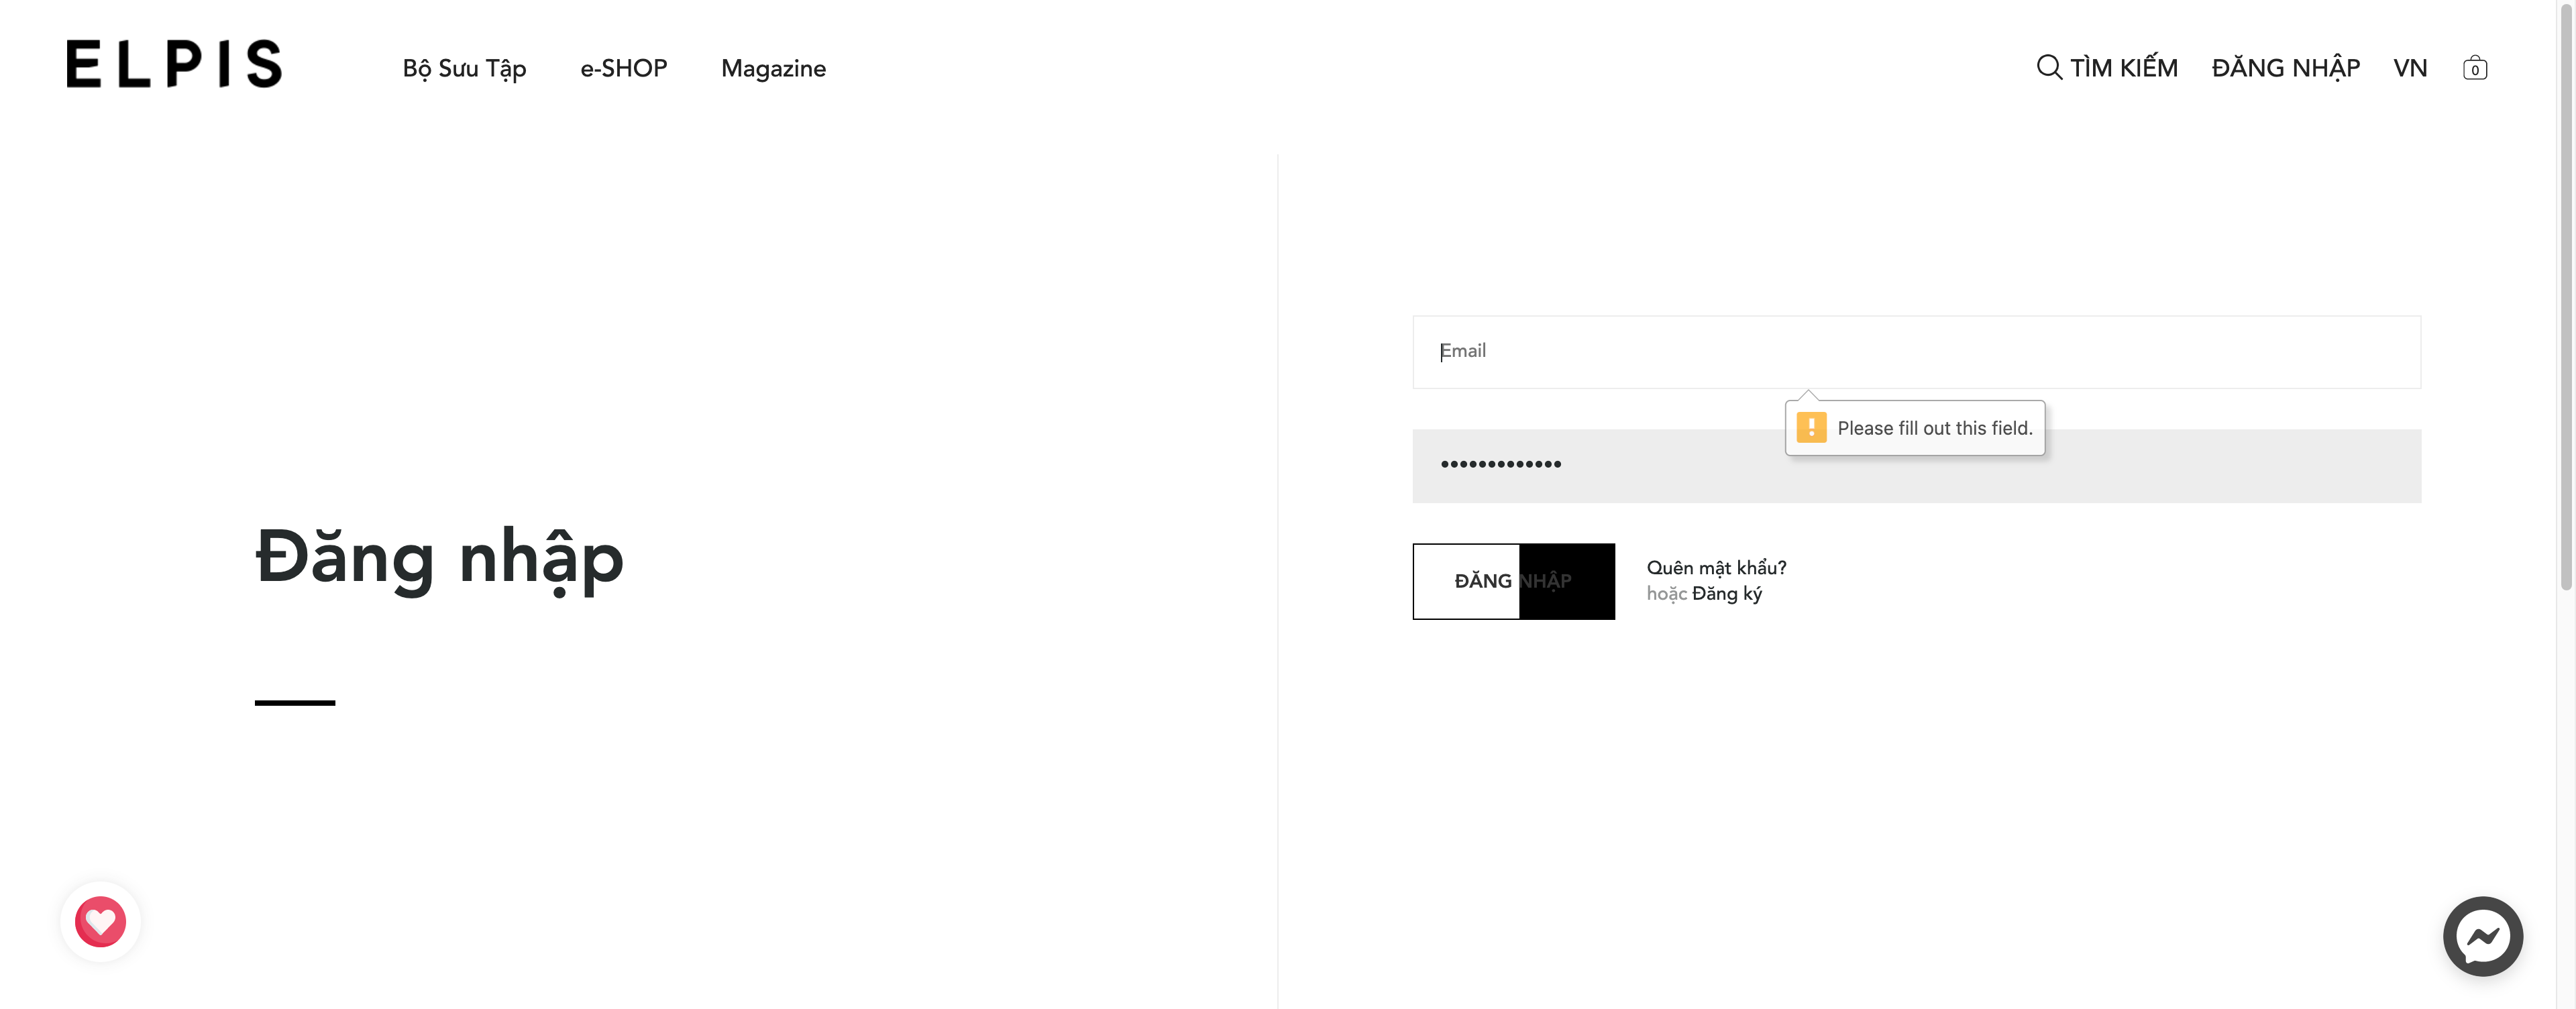 ELPIS
Bộ Sưu Tập
e-SHOP
Magazine
TÌM KIẾM
ĐĂNG NHẬP
VN
0
Đăng nhập
Email
Please fill out this field.
•••••••••••••
ĐĂNG NHẬP
Quên mật khẩu?
hoặc Đăng ký